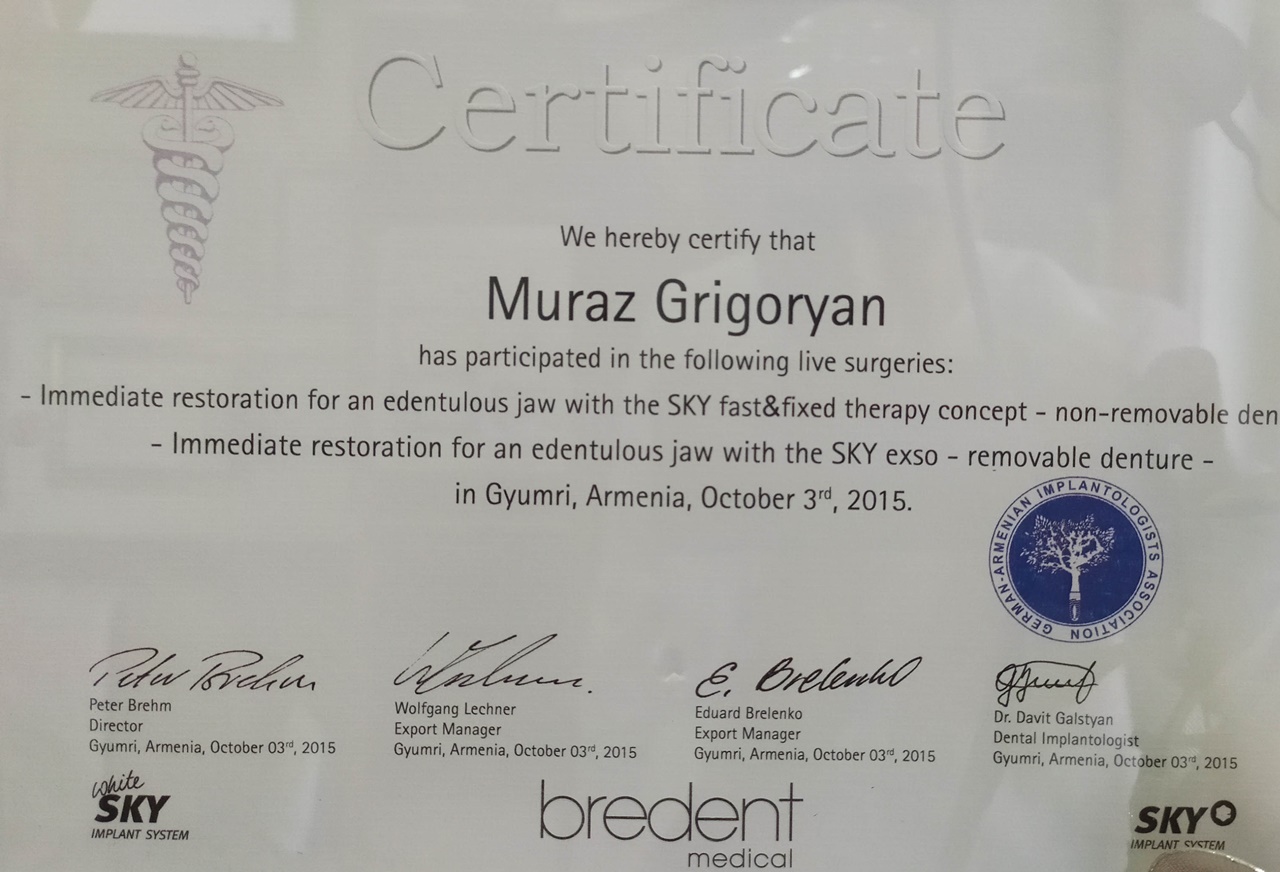 Certificate
We hereby certify that
Muraz Grigoryan
has participated in the following live surgeries:
- Immediate restoration for an edentulous jaw with the SKY fast&fixed therapy concept - non-removable den
- Immediate restoration for an edentulous jaw with the SKY exso - removable denture -
in Gyumri, Armenia, October 3rd, 2015.
GERMAN-ARMENIAN IMPLANTOLOGISTS ASSOCIATION
Peter Brehm
E. Brelenko
Peter Brehm
Director
Gyumri, Armenia, October 03rd, 2015
Wolfgang Lechner
Export Manager
Gyumri, Armenia, October 03rd, 2015
Eduard Brelenko
Export Manager
Gyumri, Armenia, October 03rd, 2015
Dr. Davit Galstyan
Dental Implantologist
Gyumri, Armenia, October 03rd, 2015
white
SKY
IMPLANT SYSTEM
bredent
medical
SKY
IMPLANT SYSTEM